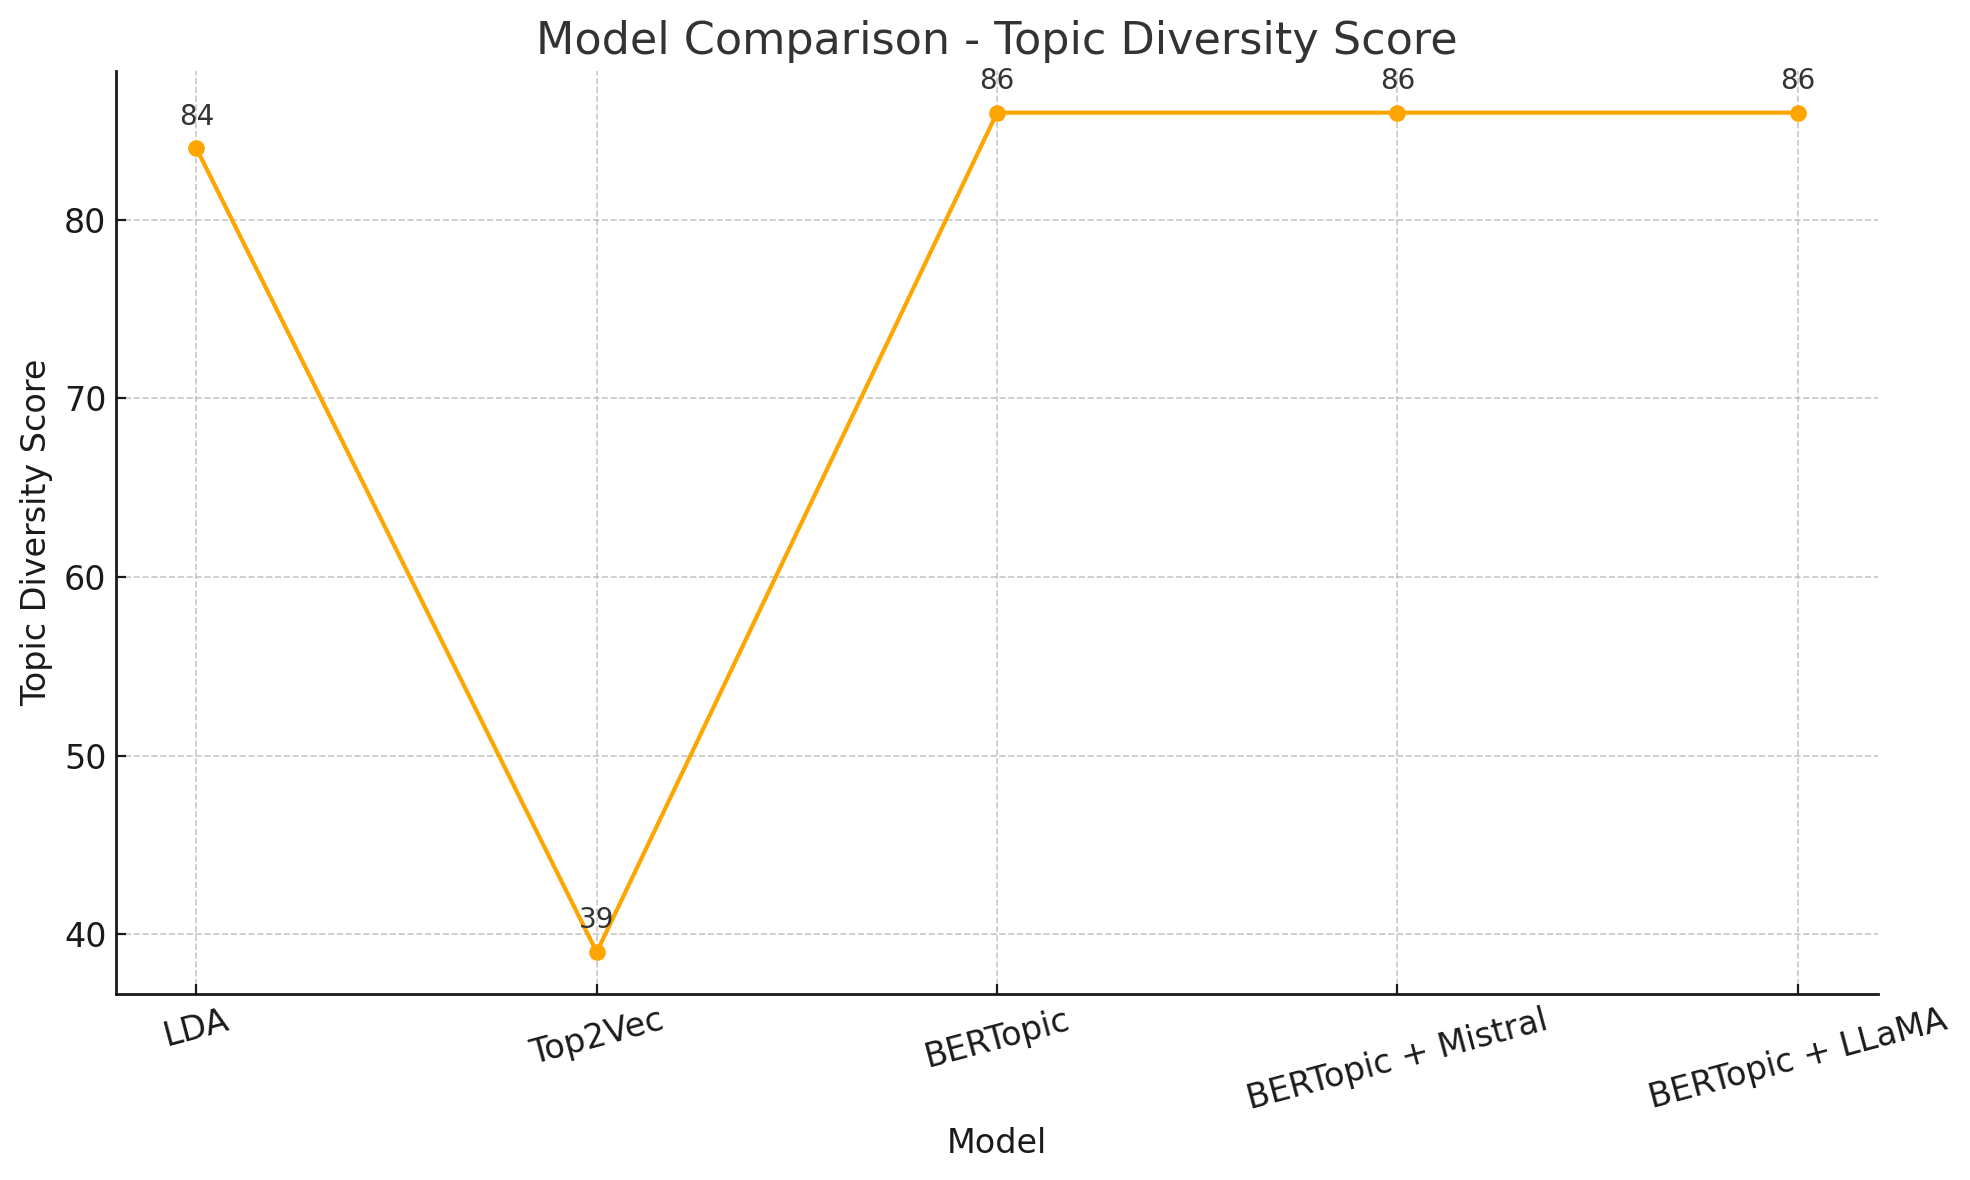 Model Comparison - Topic Diversity Score
84
39
86
86
86
80
70
60
50
40
Topic Diversity Score
LDA
Top2Vec
BERTopic
BERTopic + Mistral
BERTopic + LLaMA
Model